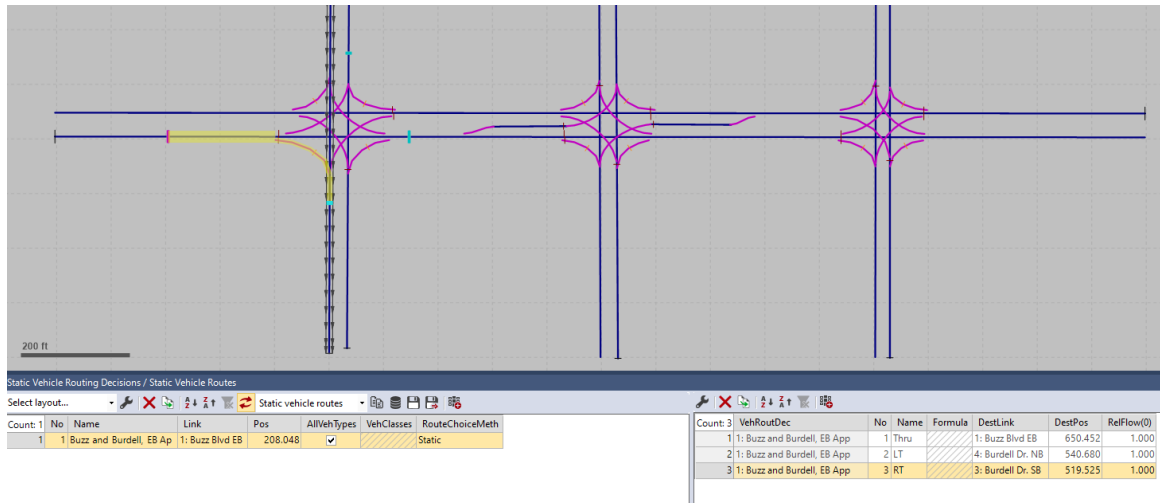 200 ft
Static Vehicle Routing Decisions / Static Vehicle Routes
Select layout... Static vehicle routes
Count: 1 No Name Link Pos AllVehTypes VehClasses RouteChoiceMeth
1 1 Buzz and Burdell, EB Ap 1: Buzz Blvd EB 208.048 Static
Count: 3 VehRoutDec No Name Formula DestLink DestPos RelFlow(0)
1 1: Buzz and Burdell, EB App 1 Thru 1: Buzz Blvd EB 650.452 1.000
2 1: Buzz and Burdell, EB App 2 LT 4: Burdell Dr. NB 540.680 1.000
3 1: Buzz and Burdell, EB App 3 RT 3: Burdell Dr. SB 519.525 1.000